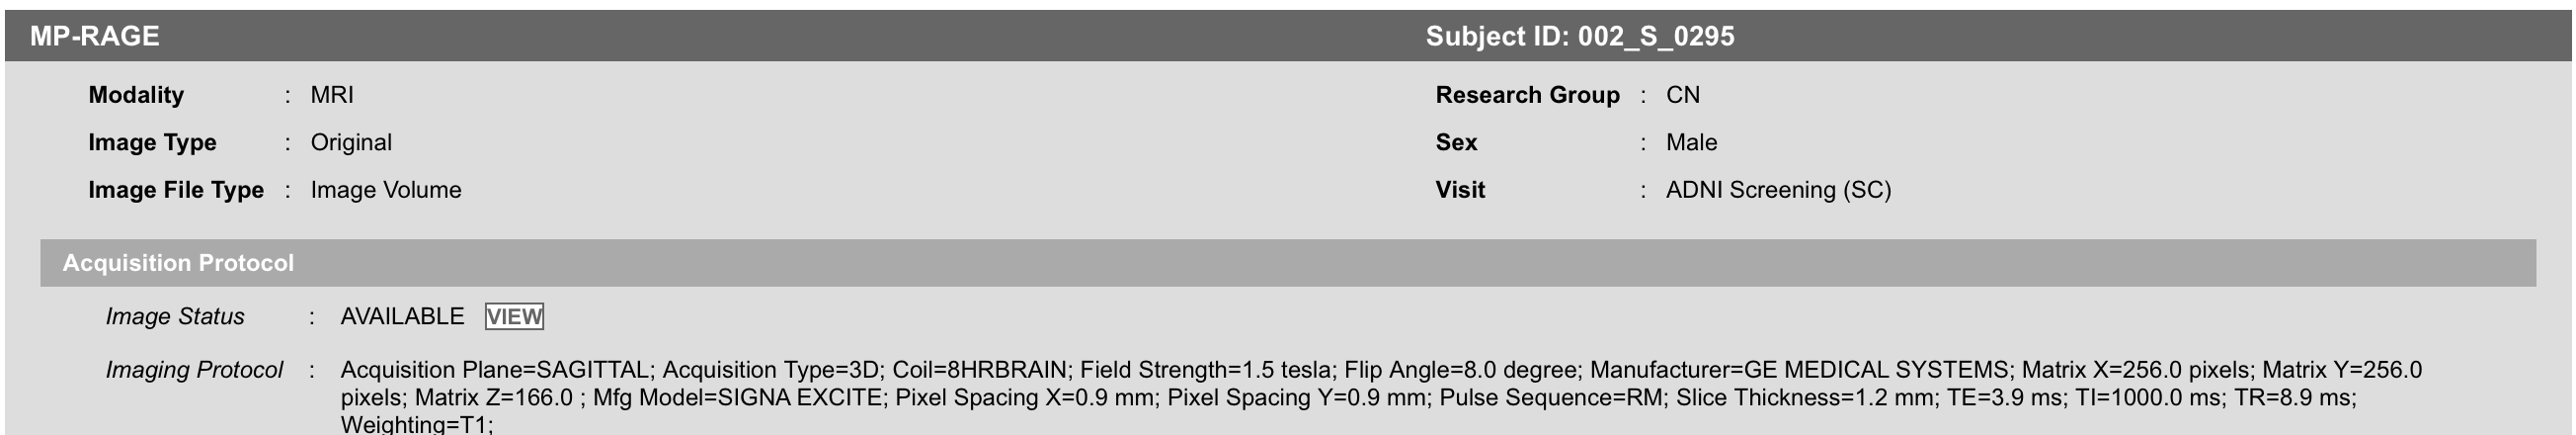 MP-RAGE Subject ID: 002_S_0295
Modality : MRI Research Group : CN
Image Type : Original Sex : Male
Image File Type : Image Volume Visit : ADNI Screening (SC)
Acquisition Protocol
Image Status : AVAILABLE VIEW
Imaging Protocol : Acquisition Plane=SAGITTAL; Acquisition Type=3D; Coil=8HRBRAIN; Field Strength=1.5 tesla; Flip Angle=8.0 degree; Manufacturer=GE MEDICAL SYSTEMS; Matrix X=256.0 pixels; Matrix Y=256.0
pixels; Matrix Z=166.0 ; Mfg Model=SIGNA EXCITE; Pixel Spacing X=0.9 mm; Pixel Spacing Y=0.9 mm; Pulse Sequence=RM; Slice Thickness=1.2 mm; TE=3.9 ms; TI=1000.0 ms; TR=8.9 ms;
Weighting=T1;